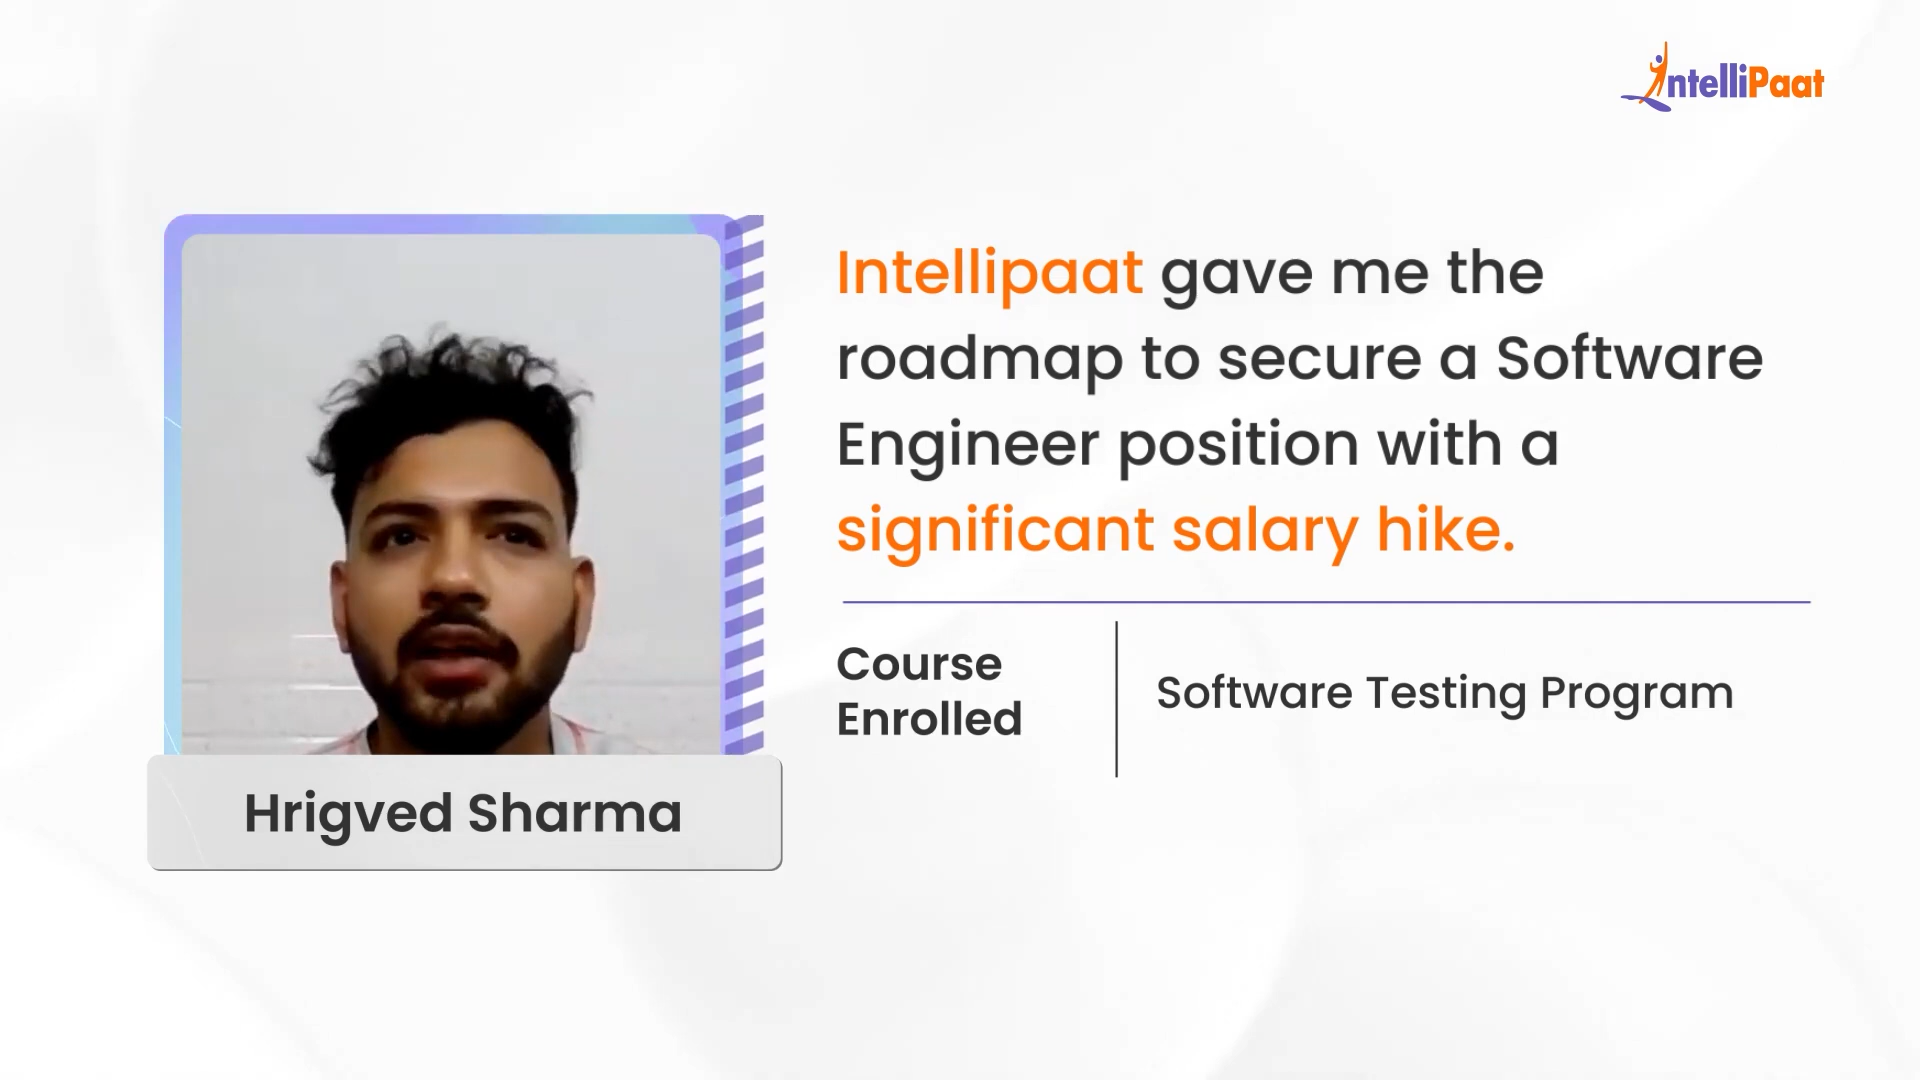 IntelliPaat
Intellipaat gave me the
roadmap to secure a Software
Engineer position with a
significant salary hike.
Course
Enrolled
Software Testing Program
Hrigved Sharma